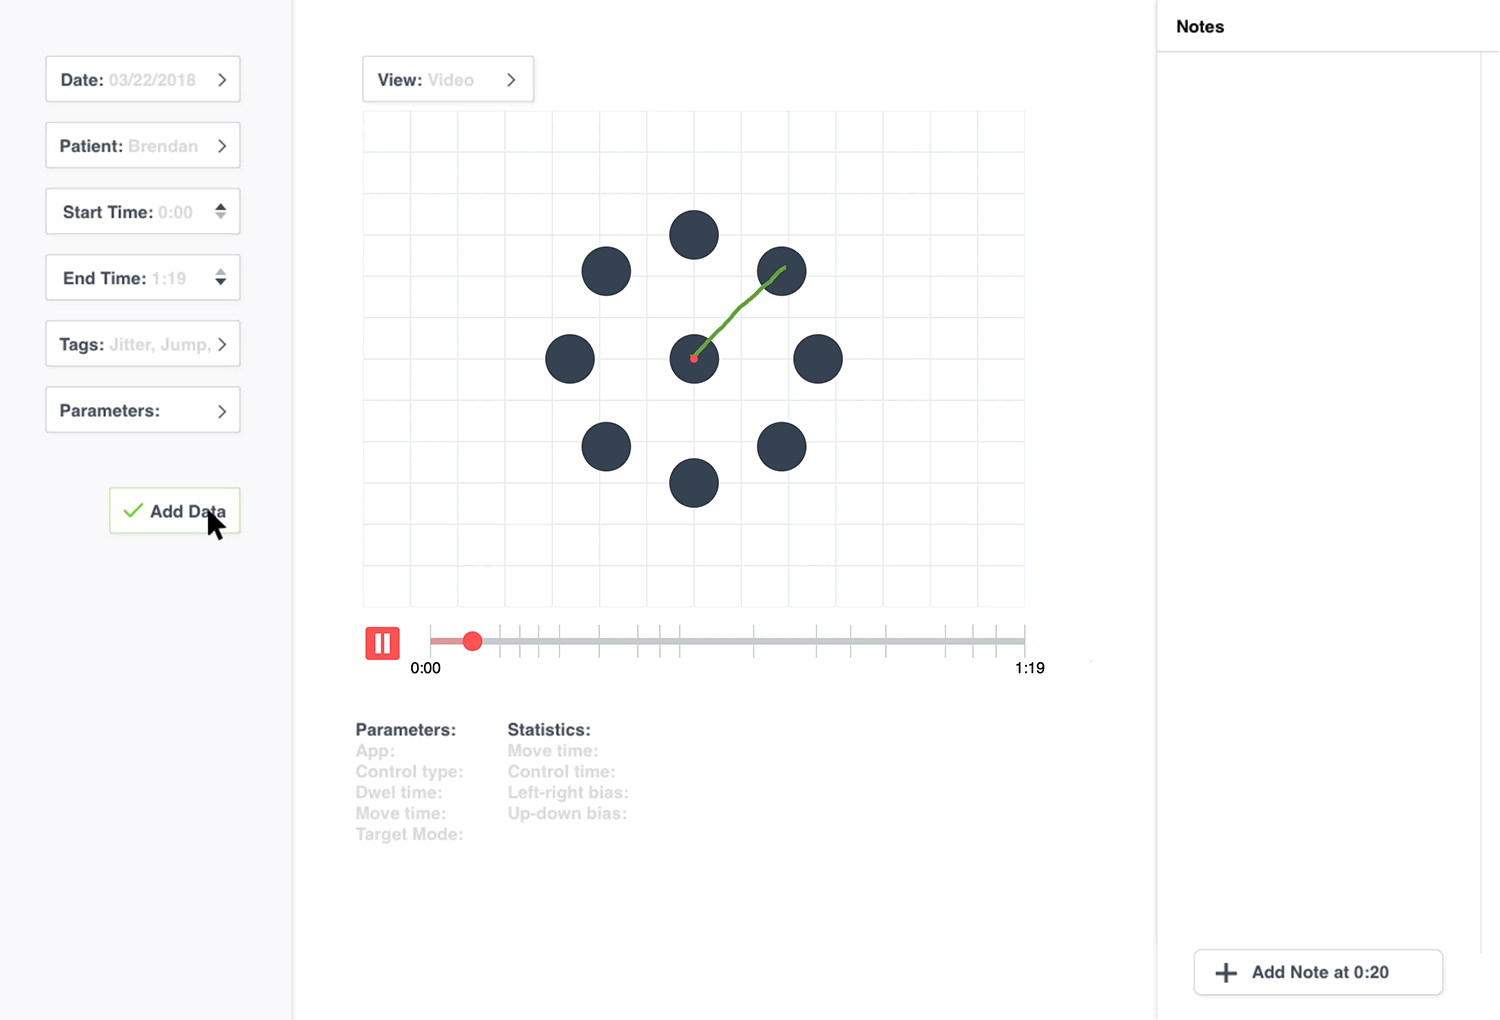 Date: 03/22/2018
Patient: Brendan
Start Time: 0:00
End Time: 1:19
Tags: Jitter, Jump,
Parameters:
Add Data
View: Video
0:00
1:19
Parameters:
App:
Control type:
Dwel time:
Move time:
Target Mode:
Statistics:
Move time:
Control time:
Left-right bias:
Up-down bias:
Notes
Add Note at 0:20